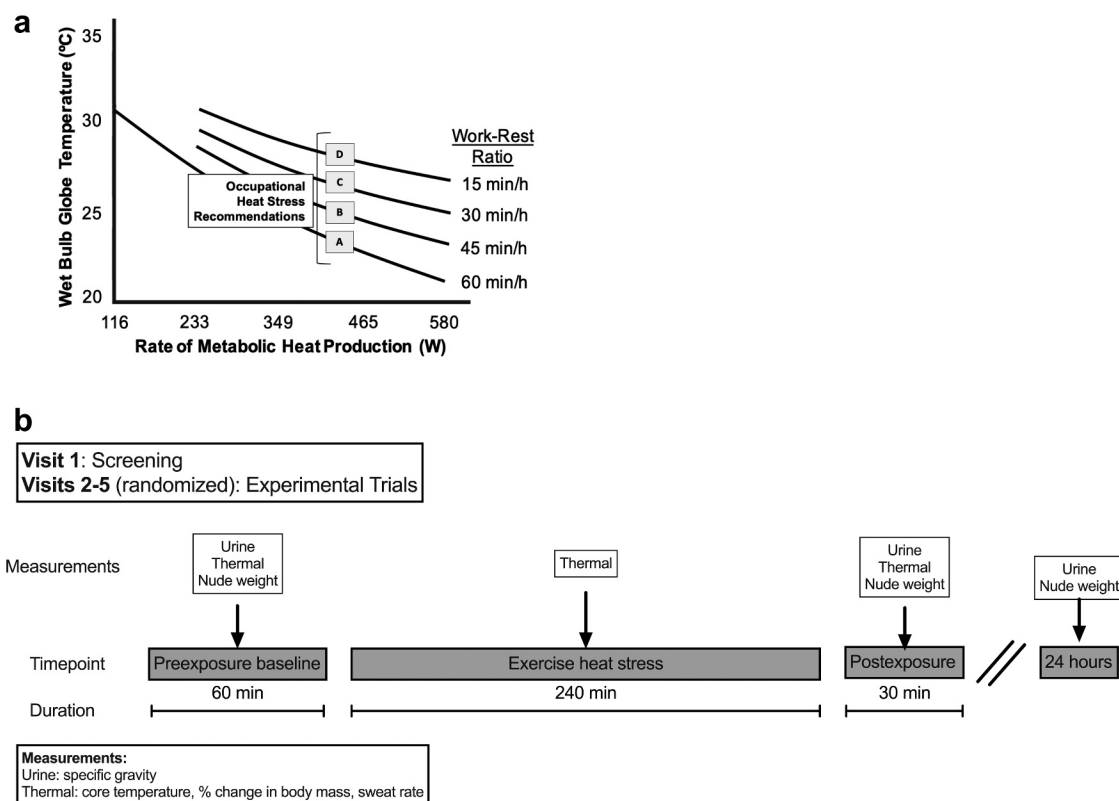 a
Wet Bulb Globe Temperature (ºC)
35
30
25
20
116
233
349
465
580
Rate of Metabolic Heat Production (W)
Occupational
Heat Stress
Recommendations
D
C
B
A
Work-Rest
Ratio
15 min/h
30 min/h
45 min/h
60 min/h
b
Visit 1: Screening
Visits 2-5 (randomized): Experimental Trials
Measurements
Urine
Thermal
Nude weight
Thermal
Urine
Thermal
Nude weight
Urine
Nude weight
Timepoint
Preexposure baseline
Exercise heat stress
Postexposure
24 hours
60 min
240 min
30 min
Duration
Measurements:
Urine: specific gravity
Thermal: core temperature, % change in body mass, sweat rate